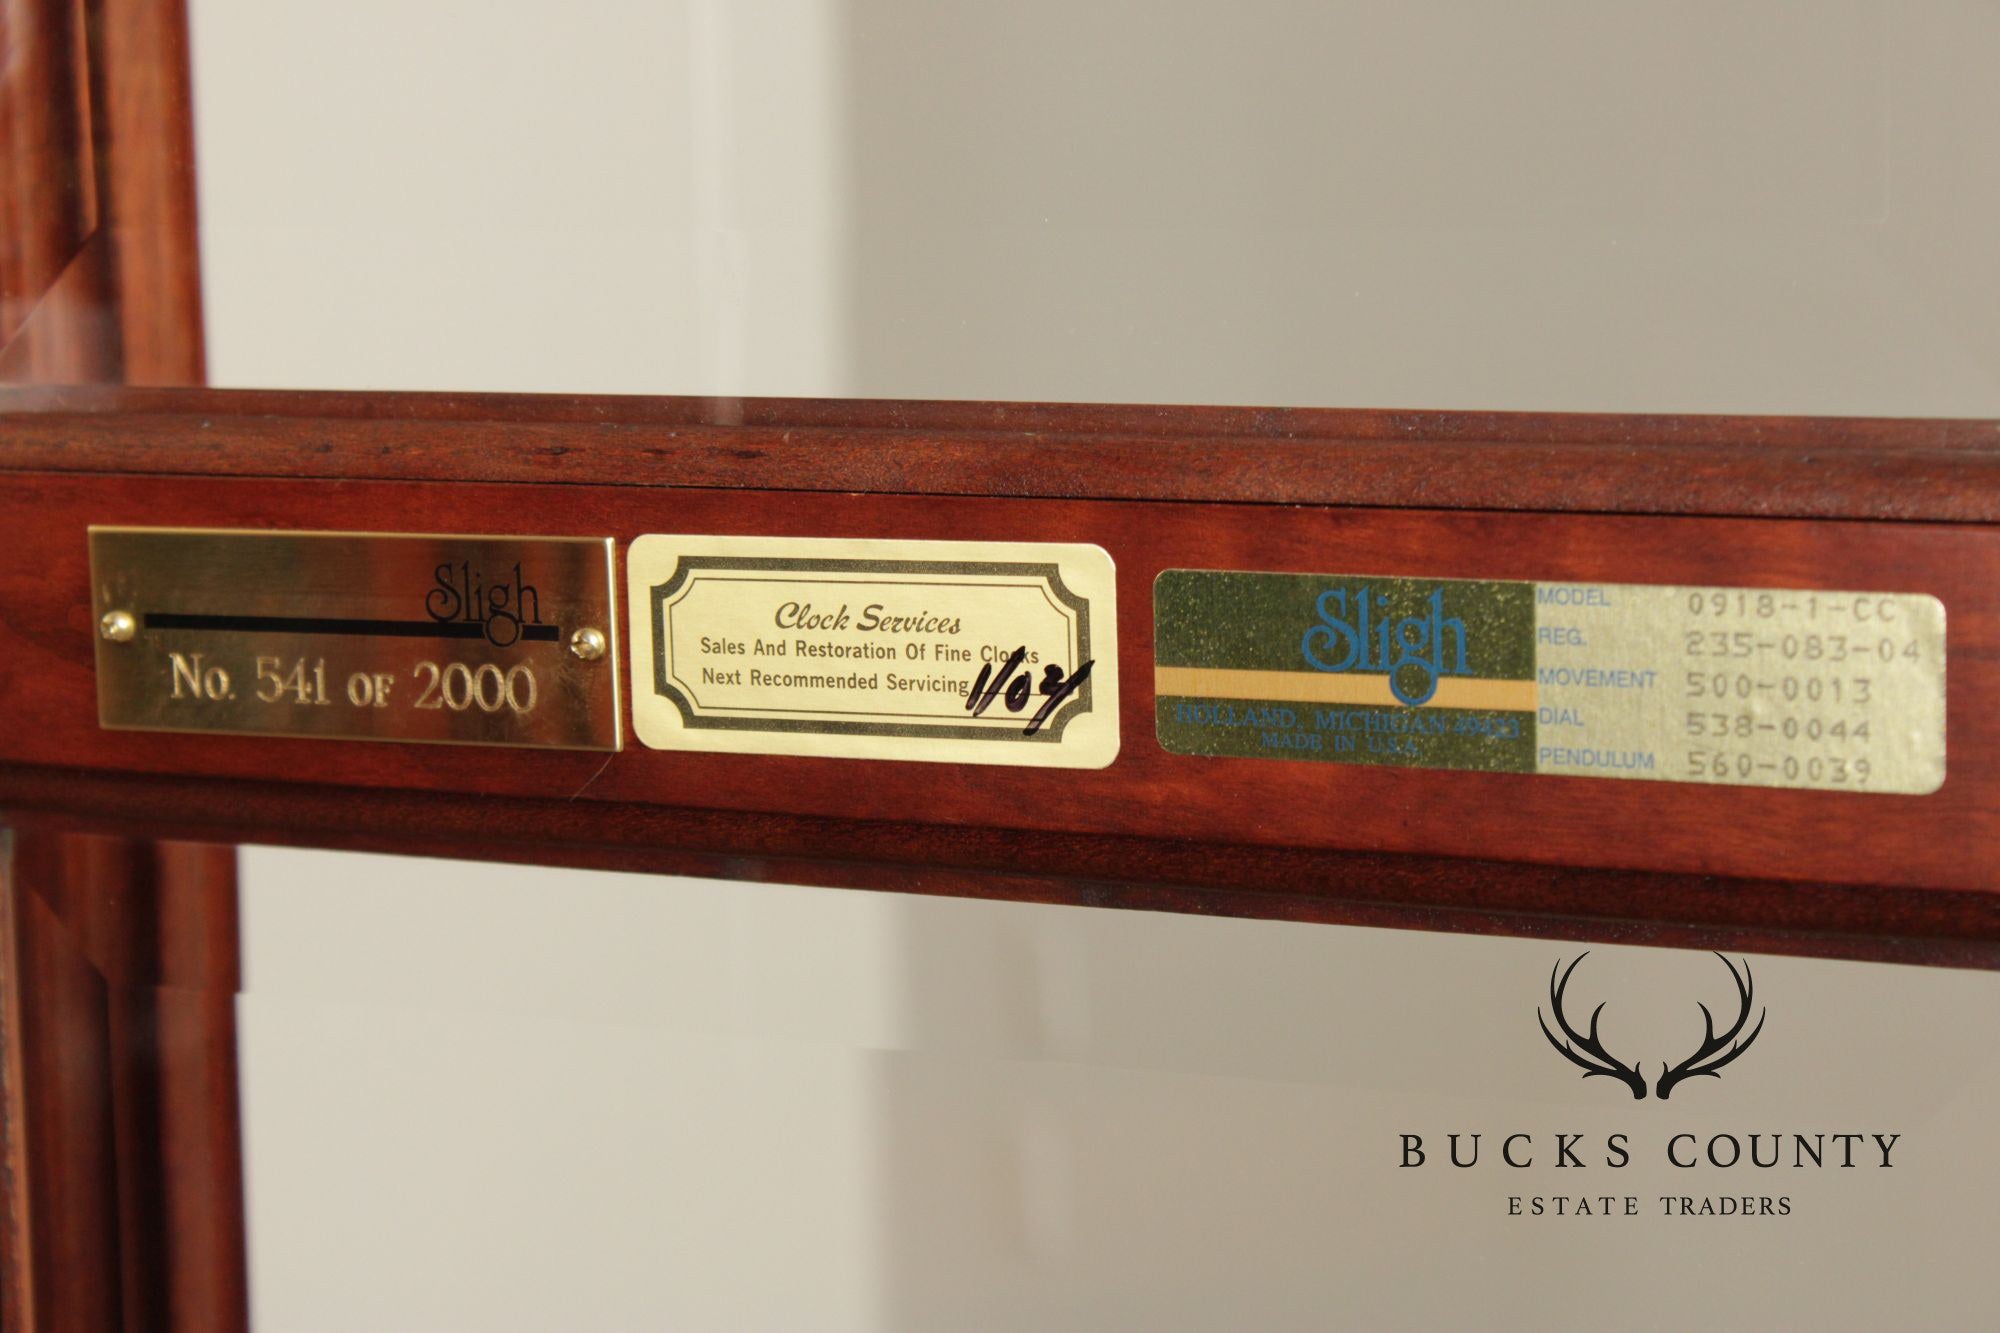 Sligh
No. 541 OF 2000
Clock Services
Sales And Restoration Of Fine Clocks
Next Recommended Servicing
Sligh
HOLLAND, MICHIGAN 49423
MADE IN U.S.A.
MODEL 0918-1-CC
REG. 235-083-04
MOVEMENT 500-0013
DIAL 538-0044
PENDULUM 560-0039
BUCKS COUNTY
ESTATE TRADERS